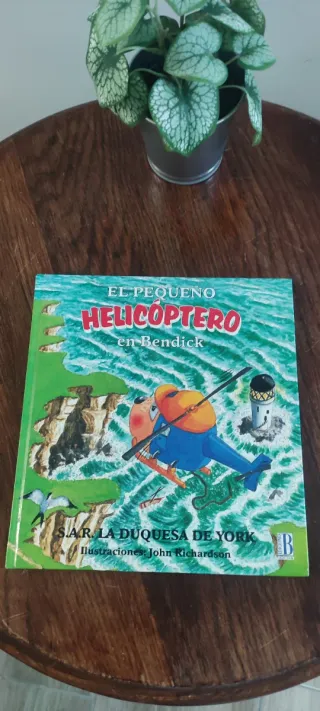 EL PEQUEÑO
HELICÓPTERO
en Bendick
S.A.R. LA DUQUESA DE YORK
Ilustraciones: John Richardson
B